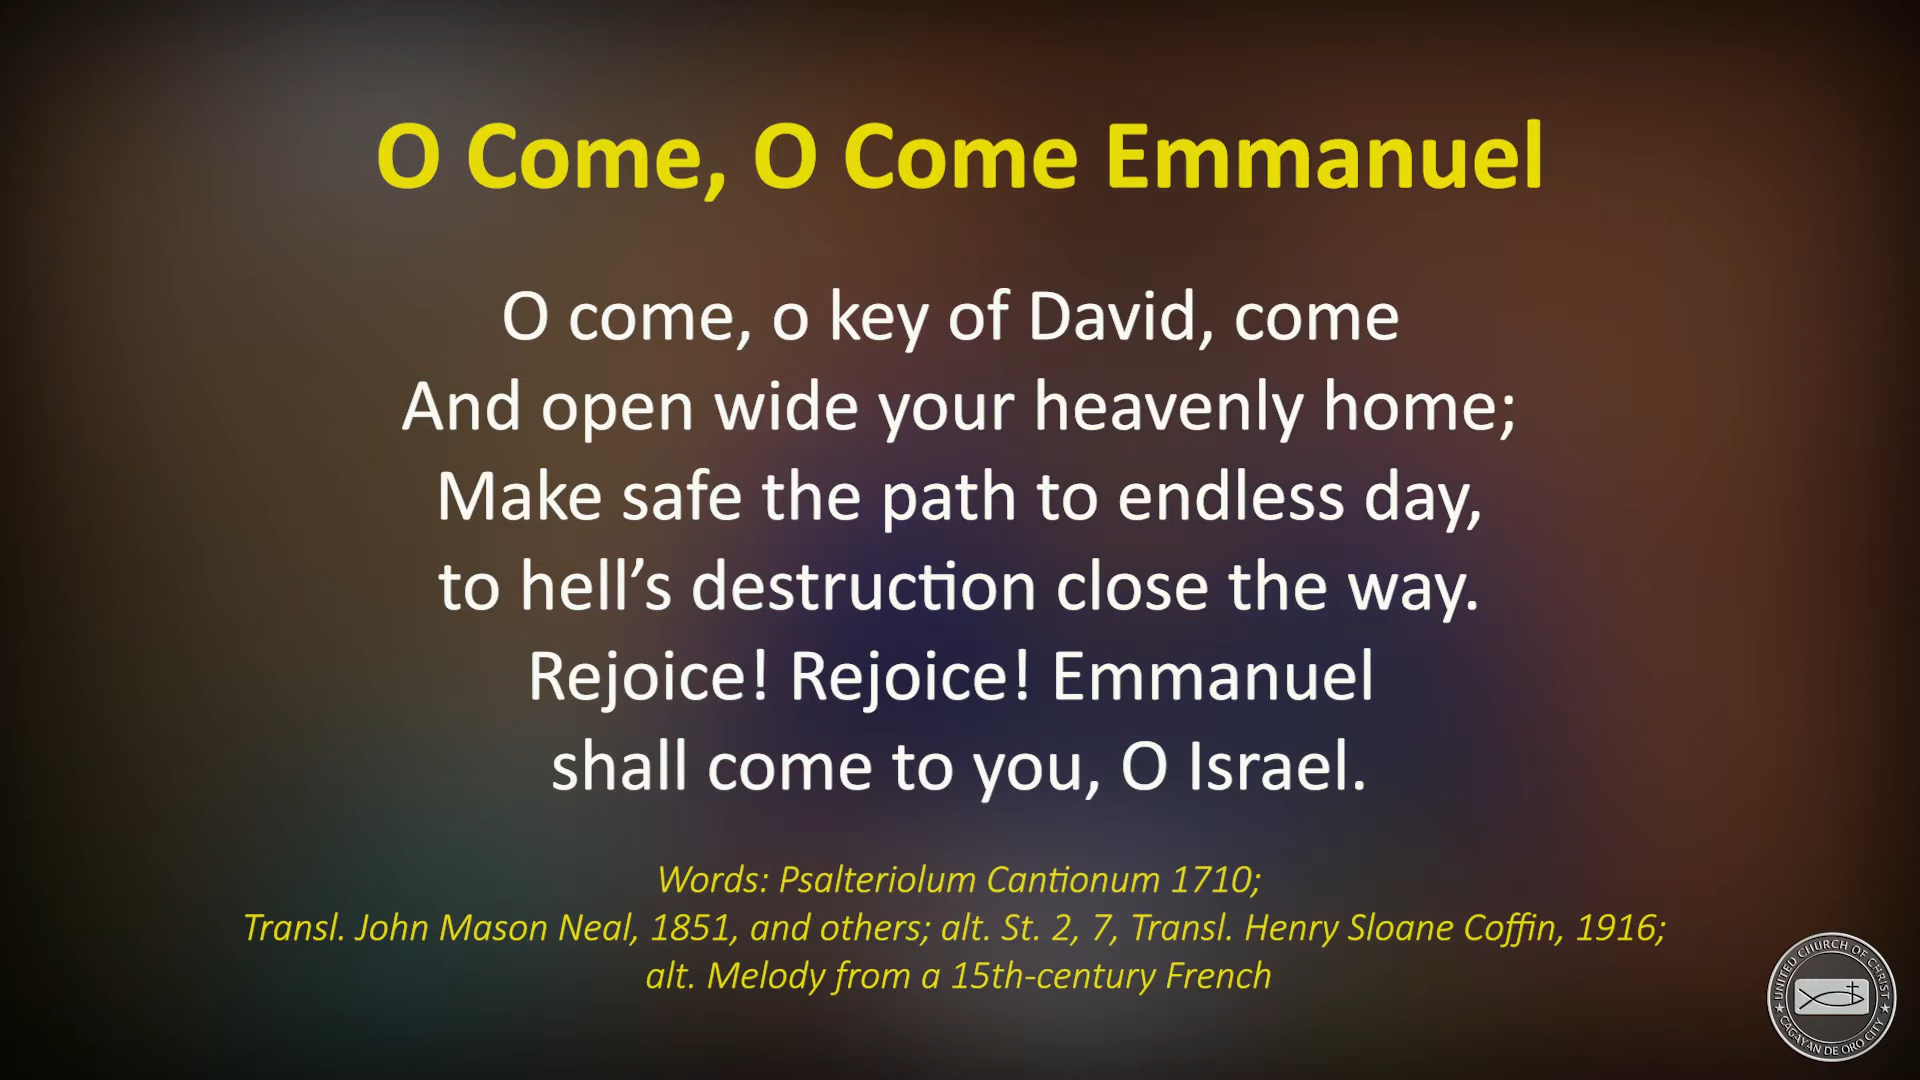 O Come, O Come Emmanuel
O come, o key of David, come
And open wide your heavenly home;
Make safe the path to endless day,
to hell’s destruction close the way.
Rejoice! Rejoice! Emmanuel
shall come to you, O Israel.
Words: Psalteriolum Cantionum 1710;
Transl. John Mason Neal, 1851, and others; alt. St. 2, 7, Transl. Henry Sloane Coffin, 1916;
alt. Melody from a 15th-century French
UNITED CHURCH OF CHRIST
CAGAYAN DE ORO CITY